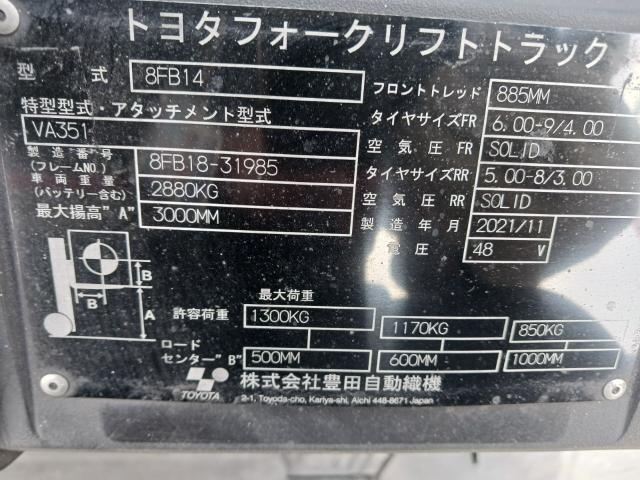 トヨタフォークリフトトラック
型式 8FB14
特型型式・アタッチメント型式
VA351
製造番号(フレームNO.) 8FB18-31985
車両重量(バッテリー含む) 2880KG
最大揚高"A" 3000MM
フロントトレッド 885MM
タイヤサイズFR 6.00-9/4.00
空気圧FR SOLID
タイヤサイズRR 5.00-8/3.00
空気圧RR SOLID
製造年月 2021/11
電圧 48 V
B
B
A
最大荷重
許容荷重 1300KG 1170KG 850KG
ロードセンター"B" 500MM 600MM 1000MM
TOYOTA 株式会社豊田自動織機
2-1, Toyoda-cho, Kariya-shi, Aichi 448-8671 Japan